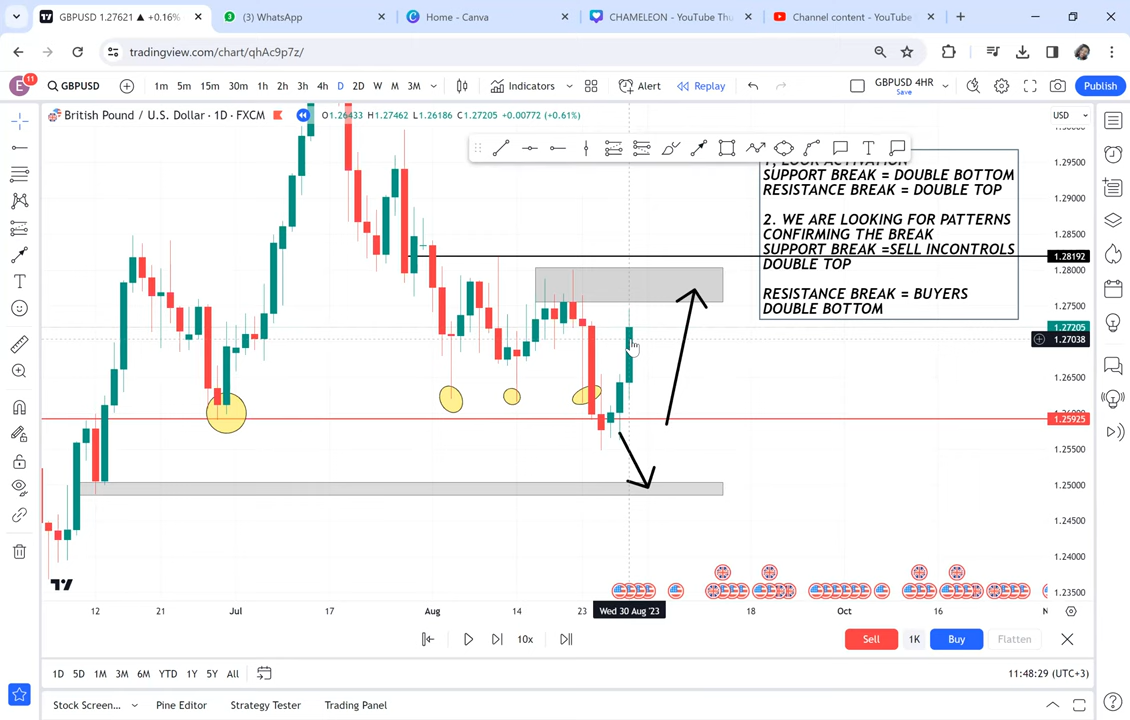 GBPUSD 1.27621 ▲ +0.16%
(3) WhatsApp
Home - Canva
CHAMELEON - YouTube Thu
Channel content - YouTube
tradingview.com/chart/qhAc9p7z/
E
11
GBPUSD
1m 5m 15m 30m 1h 2h 3h 4h D 2D W M 3M
Indicators
Alert
Replay
GBPUSD 4HR
Save
Publish
British Pound / U.S. Dollar · 1D · FXCM
O1.26433 H1.27462 L1.26186 C1.27205 +0.00772 (+0.61%)
USD
1, LOOK ACTIVATION
SUPPORT BREAK = DOUBLE BOTTOM
RESISTANCE BREAK = DOUBLE TOP
2. WE ARE LOOKING FOR PATTERNS
CONFIRMING THE BREAK
SUPPORT BREAK =SELL INCONTROLS
DOUBLE TOP
RESISTANCE BREAK = BUYERS
DOUBLE BOTTOM
1.29500
1.29000
1.28500
1.28192
1.28000
1.27500
1.27205
1.27038
1.26500
1.25925
1.25500
1.25000
1.24500
1.24000
1.23500
12 21 Jul 17 Aug 14 23 Wed 30 Aug '23 18 Oct 16
10x
Sell
1K
Buy
Flatten
1D 5D 1M 3M 6M YTD 1Y 5Y All
11:48:29 (UTC+3)
Stock Screen...
Pine Editor
Strategy Tester
Trading Panel